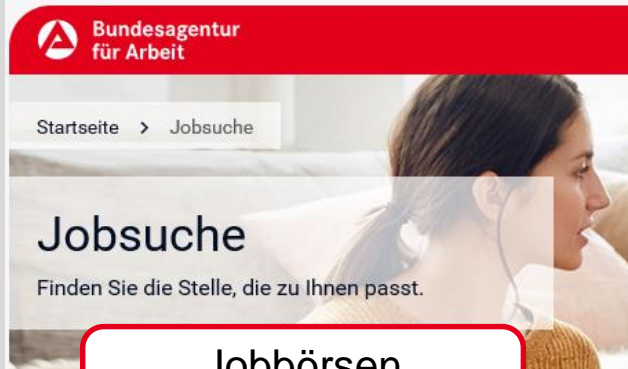 Bundesagentur
für Arbeit
Startseite > Jobsuche
Jobsuche
Finden Sie die Stelle, die zu Ihnen passt.
Jobbörsen